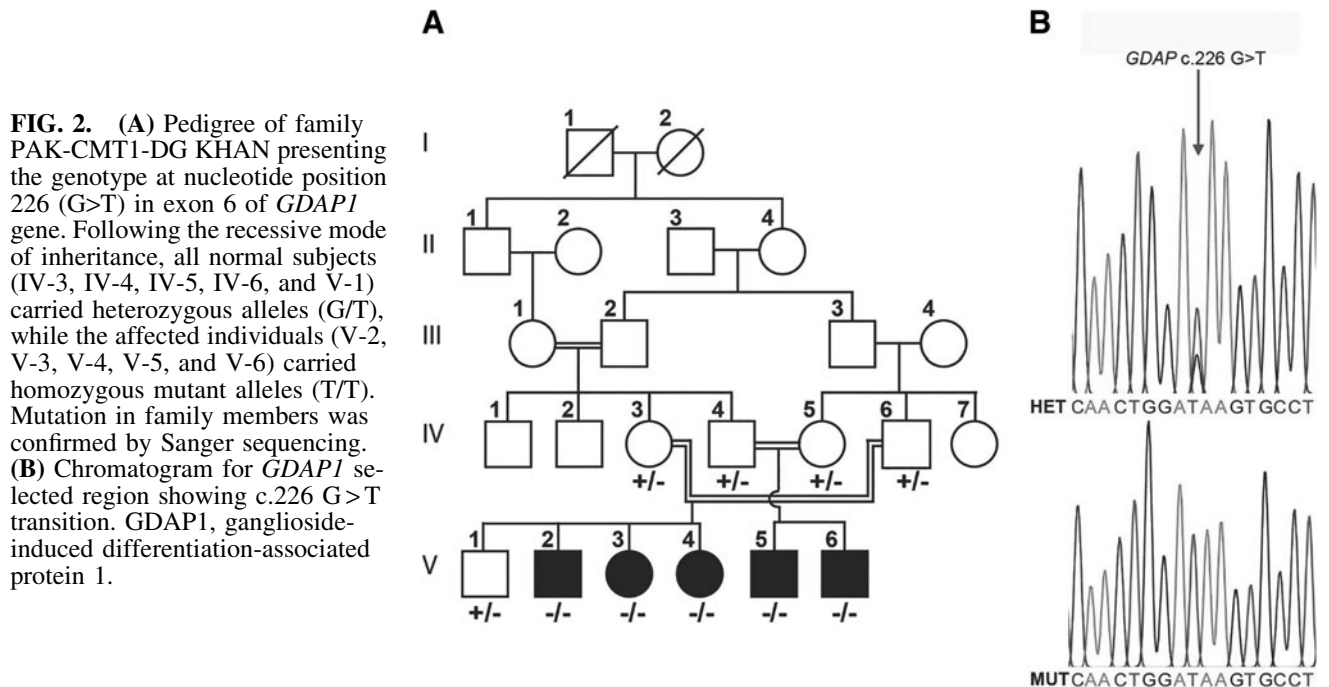 FIG. 2. (A) Pedigree of family
PAK-CMT1-DG KHAN presenting
the genotype at nucleotide position
226 (G>T) in exon 6 of GDAP1
gene. Following the recessive mode
of inheritance, all normal subjects
(IV-3, IV-4, IV-5, IV-6, and V-1)
carried heterozygous alleles (G/T),
while the affected individuals (V-2,
V-3, V-4, V-5, and V-6) carried
homozygous mutant alleles (T/T).
Mutation in family members was
confirmed by Sanger sequencing.
(B) Chromatogram for GDAP1 se-
lected region showing c.226 G>T
transition. GDAP1, ganglioside-
induced differentiation-associated
protein 1.
A
1 2
I
1 2 3 4
II
1 2 3 4
III
1 2 3 4 5 6 7
IV
+/- +/- +/- +/-
1 2 3 4 5 6
V
+/- -/- -/- -/- -/- -/-
B
GDAP c.226 G>T
HET CAACTGGATAAGTGCCT
MUT CAACTGGATAAGTGCCT